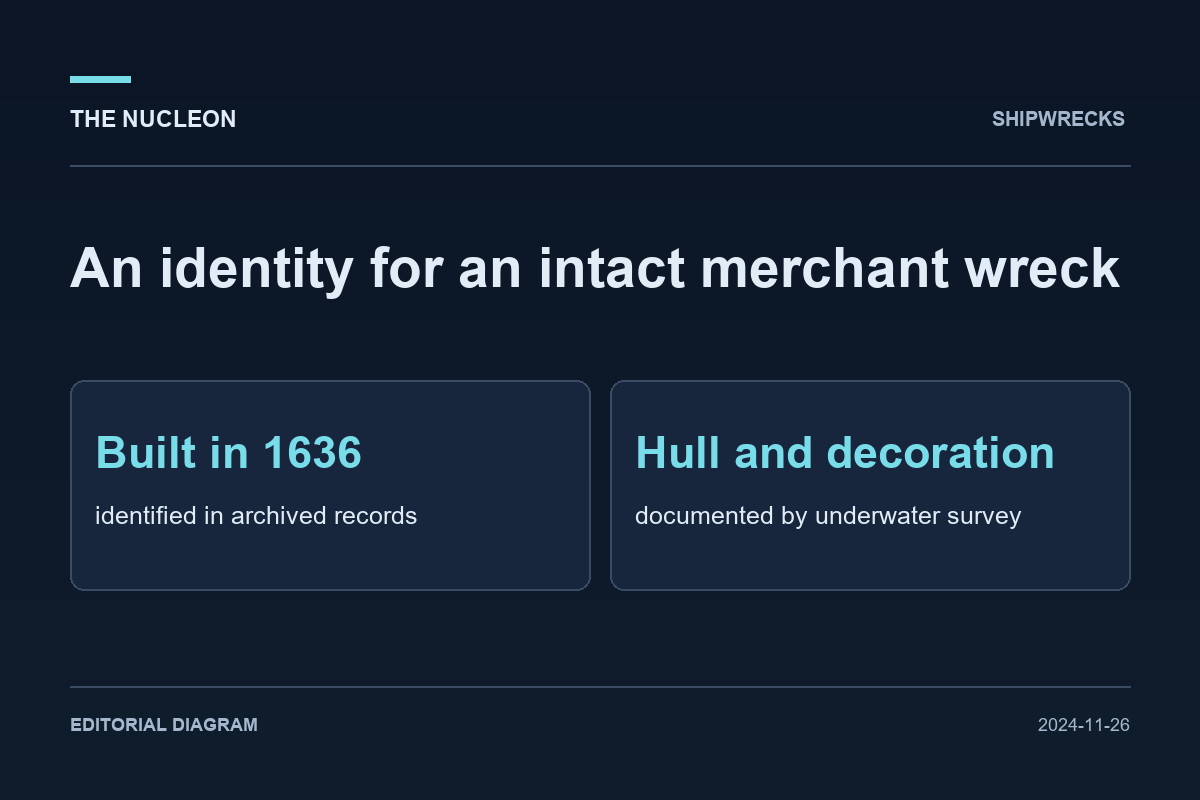 THE NUCLEON
SHIPWRECKS
An identity for an intact merchant wreck
Built in 1636
identified in archived records
Hull and decoration
documented by underwater survey
EDITORIAL DIAGRAM
2024-11-26